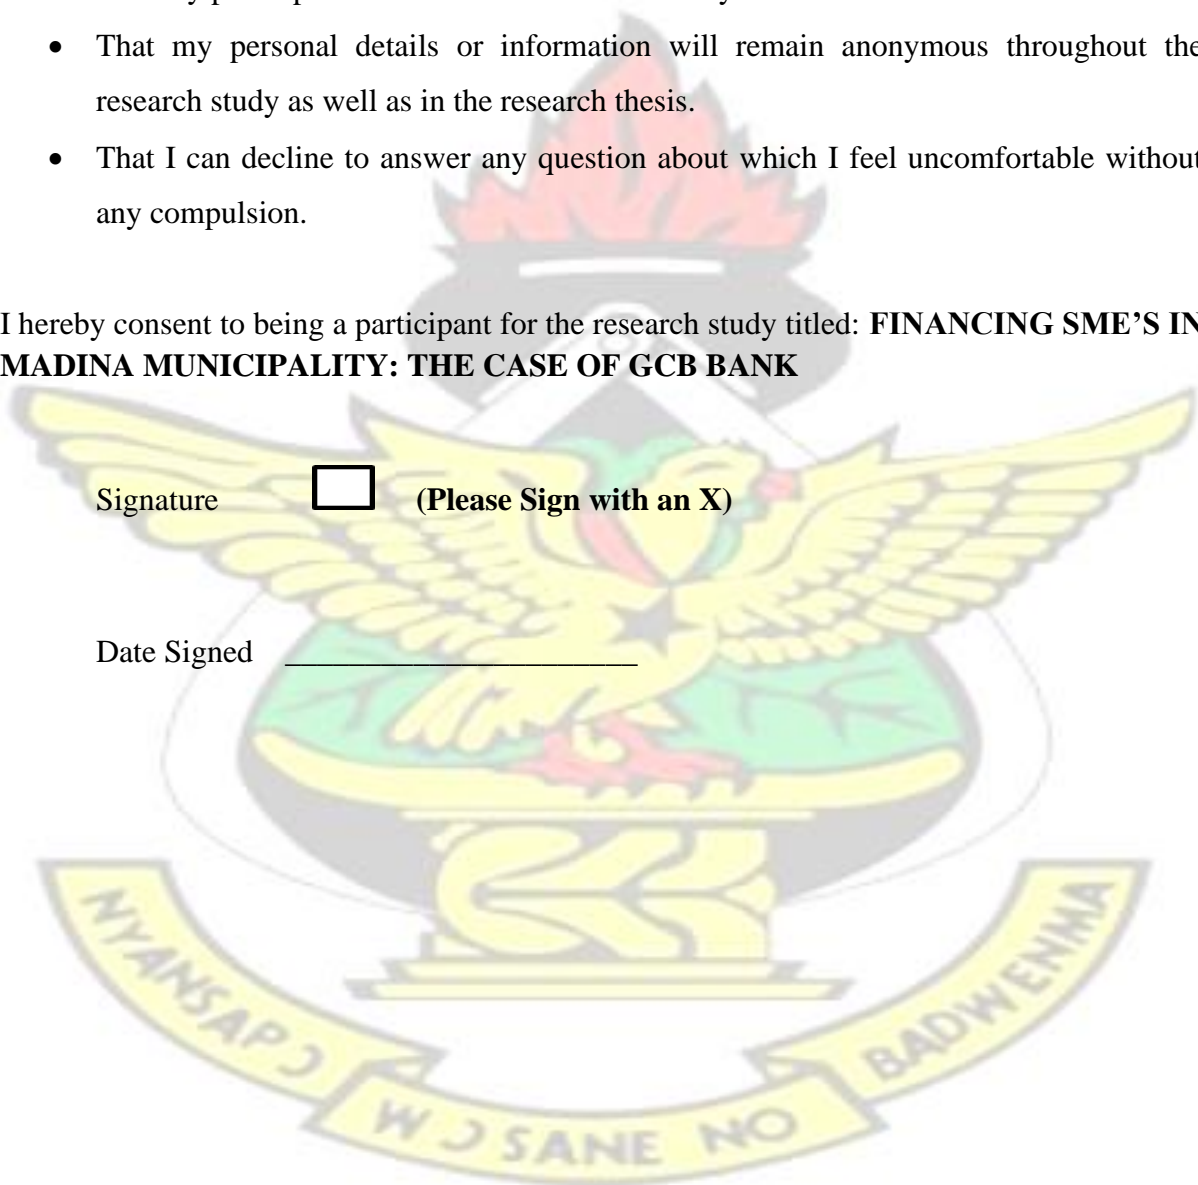 • That my personal details or information will remain anonymous throughout the
research study as well as in the research thesis.
• That I can decline to answer any question about which I feel uncomfortable without
any compulsion.
I hereby consent to being a participant for the research study titled: FINANCING SME’S IN
MADINA MUNICIPALITY: THE CASE OF GCB BANK
Signature (Please Sign with an X)
Date Signed ______________________
NYANSAPƆ WƆSANE NO BADWENMA